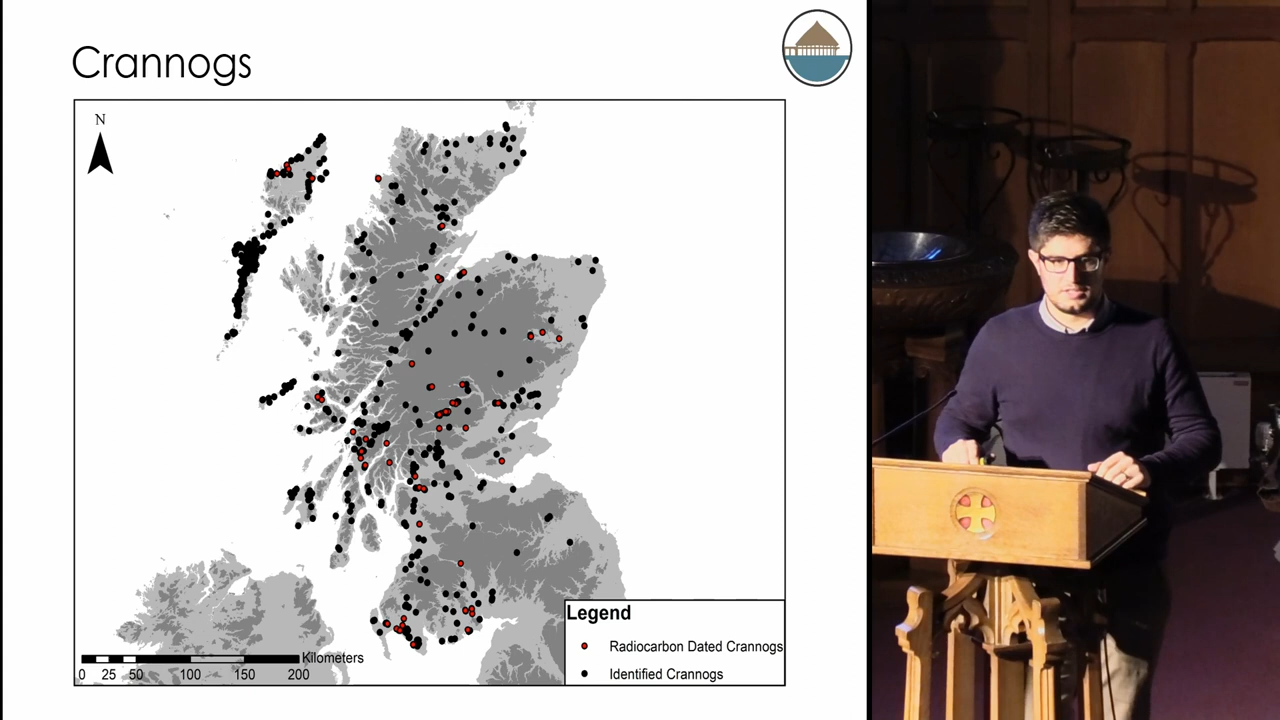 Crannogs
N
Kilometers
0 25 50 100 150 200
Legend
Radiocarbon Dated Crannogs
Identified Crannogs